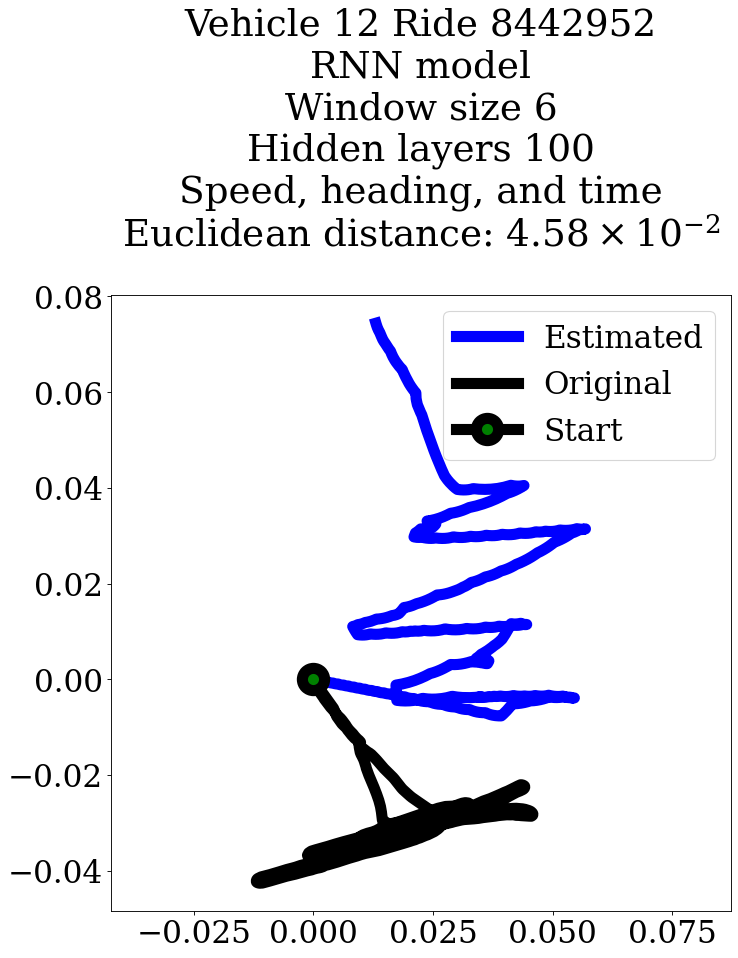 Vehicle 12 Ride 8442952
RNN model
Window size 6
Hidden layers 100
Speed, heading, and time
Euclidean distance: 4.58 × 10⁻²
0.08
0.06
0.04
0.02
0.00
−0.02
−0.04
Estimated
Original
Start
−0.025 0.000 0.025 0.050 0.075